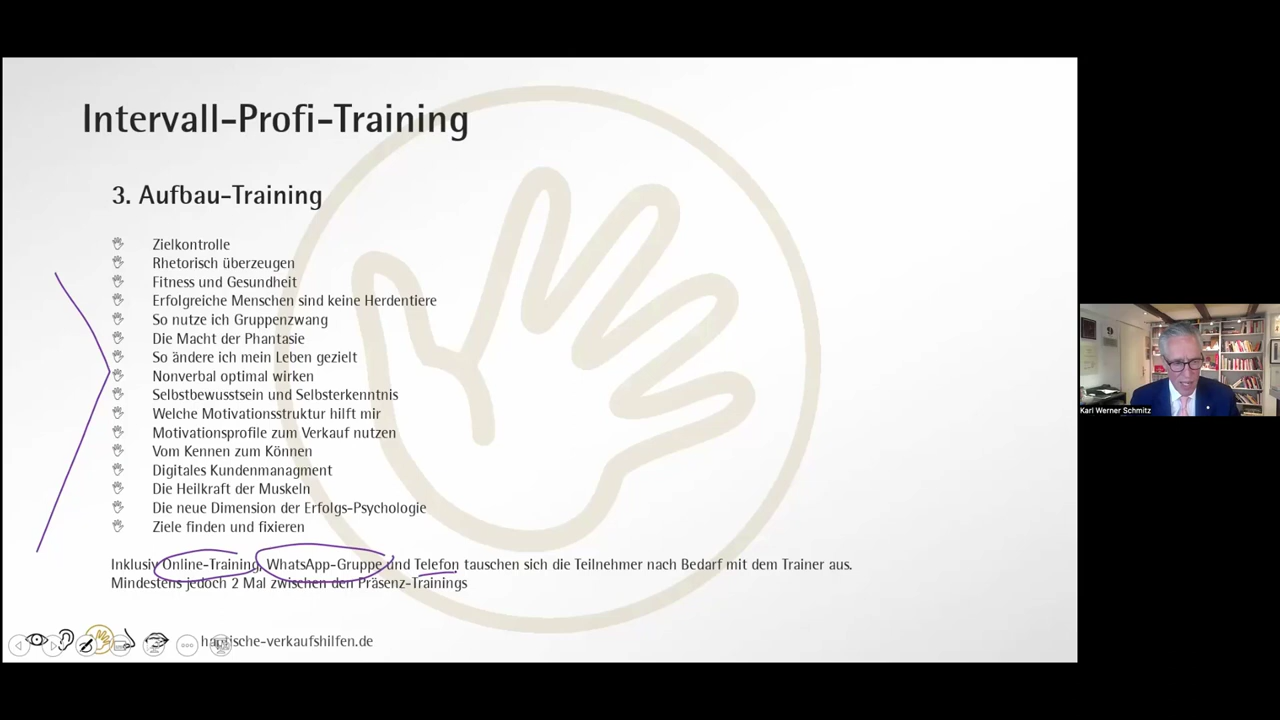 Intervall-Profi-Training
3. Aufbau-Training
Zielkontrolle
Rhetorisch überzeugen
Fitness und Gesundheit
Erfolgreiche Menschen sind keine Herdentiere
So nutze ich Gruppenzwang
Die Macht der Phantasie
So ändere ich mein Leben gezielt
Nonverbal optimal wirken
Selbstbewusstsein und Selbsterkenntnis
Welche Motivationsstruktur hilft mir
Motivationsprofile zum Verkauf nutzen
Vom Kennen zum Können
Digitales Kundenmanagment
Die Heilkraft der Muskeln
Die neue Dimension der Erfolgs-Psychologie
Ziele finden und fixieren
Inklusiv Online-Training, WhatsApp-Gruppe und Telefon tauschen sich die Teilnehmer nach Bedarf mit dem Trainer aus.
Mindestens jedoch 2 Mal zwischen den Präsenz-Trainings
haptische-verkaufshilfen.de
Karl Werner Schmitz